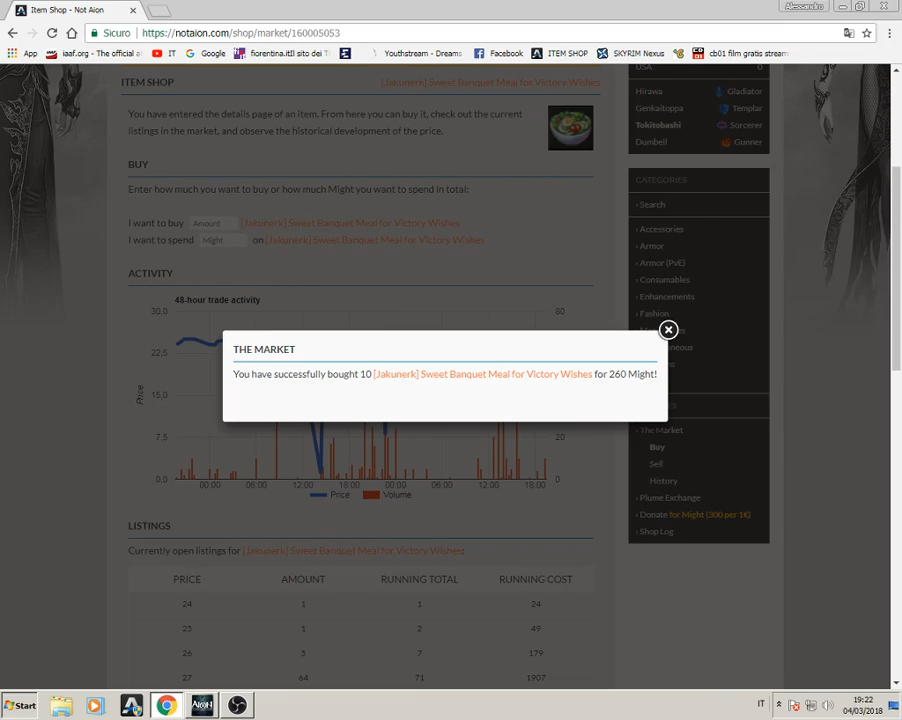 Item Shop - Not Aion
Alessandro
Sicuro https://notaion.com/shop/market/160005053
App iaaf.org - The official a IT Google fiorentina.it Il sito dei Youthstream - Dreams Facebook ITEM SHOP SKYRIM Nexus cb01 film gratis stream
ITEM SHOP [Jakunerk] Sweet Banquet Meal for Victory Wishes
You have entered the details page of an item. From here you can buy it, check out the current
listings in the market, and observe the historical development of the price.
BUY
Enter how much you want to buy or how much Might you want to spend in total:
I want to buy Amount [Jakunerk] Sweet Banquet Meal for Victory Wishes
I want to spend Might on [Jakunerk] Sweet Banquet Meal for Victory Wishes
ACTIVITY
48-hour trade activity
30,0 80
22,5
15,0
7,5 20
0,0 0
Price
00:00 06:00 12:00 18:00 00:00 06:00 12:00 18:00
Price Volume
THE MARKET
You have successfully bought 10 [Jakunerk] Sweet Banquet Meal for Victory Wishes for 260 Might!
LISTINGS
Currently open listings for [Jakunerk] Sweet Banquet Meal for Victory Wishes
PRICE AMOUNT RUNNING TOTAL RUNNING COST
24 1 1 24
25 1 2 49
26 5 7 179
27 64 71 1907
USA 0
Hirawa Gladiator
Genkaitoppa Templar
Tokitobashi Sorcerer
Dumbell Gunner
CATEGORIES
› Search
› Accessories
› Armor
› Armor (PvE)
› Consumables
› Enhancements
› Fashion
› The Market
Buy
Sell
History
› Plume Exchange
› Donate for Might (300 per 1€)
› Shop Log
Start
IT
19:22
04/03/2018